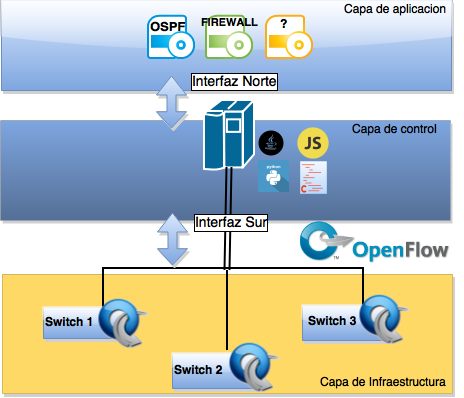 Capa de aplicacion
OSPF
FIREWALL
?
Interfaz Norte
Capa de control
JS
python
C
Interfaz Sur
OpenFlow
TM
Switch 1
Switch 3
Switch 2
Capa de Infraestructura